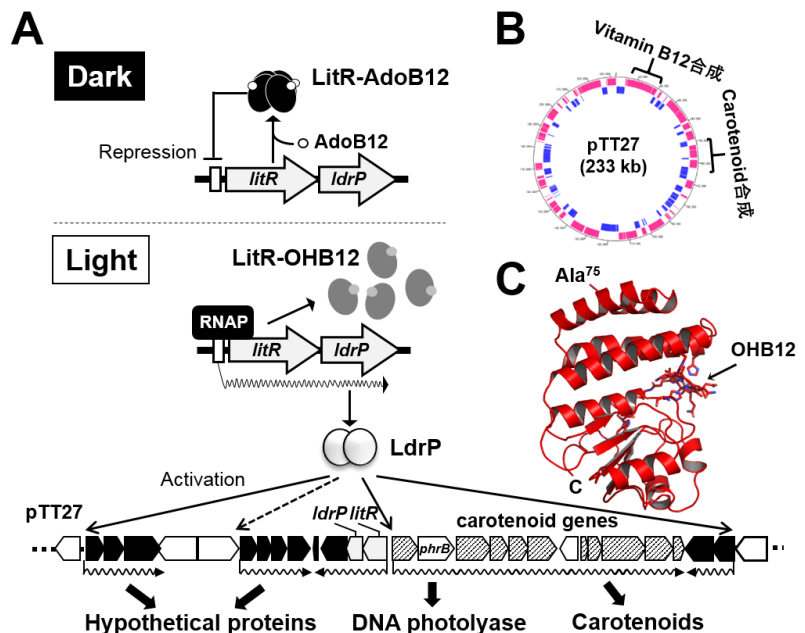 A
Dark
LitR-AdoB12
AdoB12
Repression
litR
ldrP
Light
LitR-OHB12
RNAP
litR
ldrP
LdrP
Activation
pTT27
ldrP litR
carotenoid genes
phrB
Hypothetical proteins
DNA photolyase
Carotenoids
B
Vitamin B12合成
Carotenoid合成
pTT27
(233 kb)
C
Ala75
OHB12
C